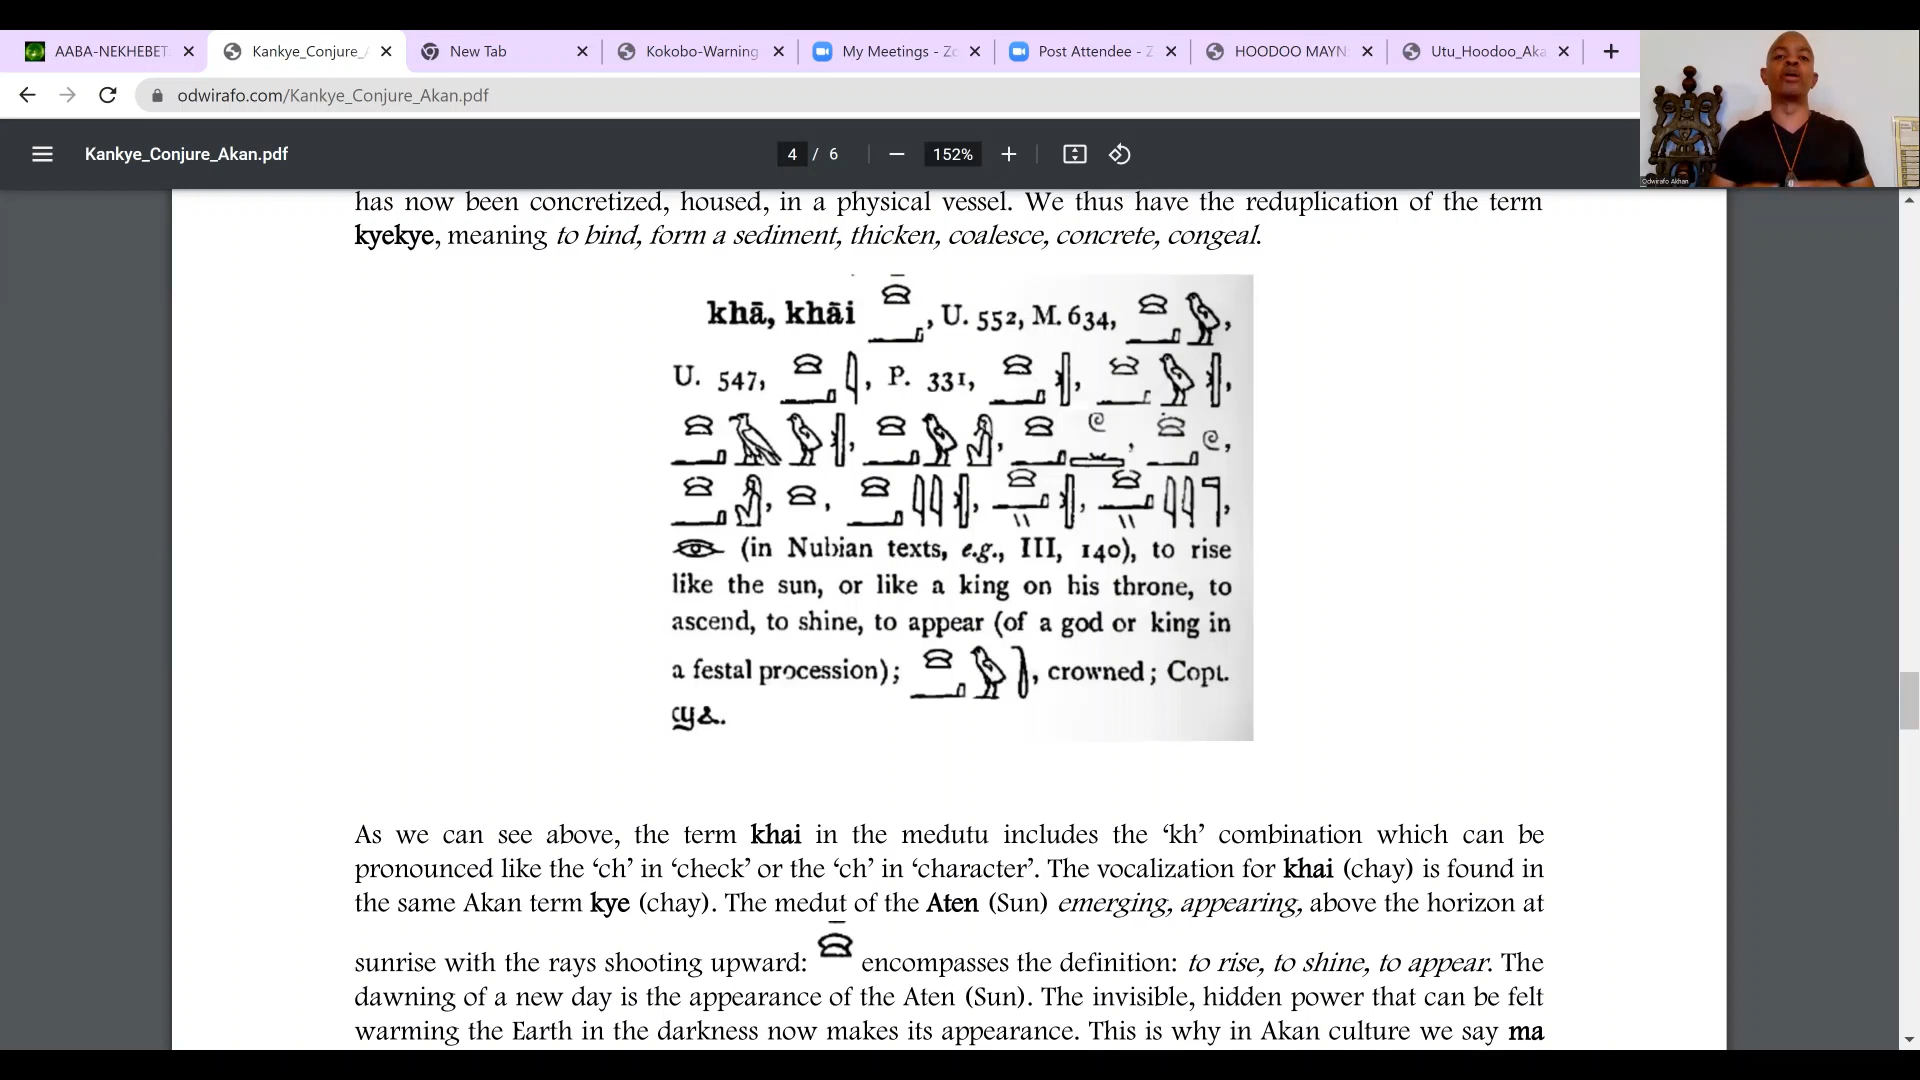 AABA-NEKHEBET
Kankye_Conjure_A
New Tab
Kokobo-Warning
My Meetings - Zo
Post Attendee - Z
HOODOO MAYN
Utu_Hoodoo_Aka
odwirafo.com/Kankye_Conjure_Akan.pdf
Kankye_Conjure_Akan.pdf
4 / 6
152%
Odwirafo Akhan
has now been concretized, housed, in a physical vessel. We thus have the reduplication of the term
kyekye, meaning to bind, form a sediment, thicken, coalesce, concrete, congeal.
khā, khāi , U. 552, M. 634, ,
U. 547, , P. 331, , ,
(in Nubian texts, e.g., III, 140), to rise
like the sun, or like a king on his throne, to
ascend, to shine, to appear (of a god or king in
a festal procession); , crowned; Copt.
As we can see above, the term khai in the medutu includes the ‘kh’ combination which can be
pronounced like the ‘ch’ in ‘check’ or the ‘ch’ in ‘character’. The vocalization for khai (chay) is found in
the same Akan term kye (chay). The medut of the Aten (Sun) emerging, appearing, above the horizon at
sunrise with the rays shooting upward: encompasses the definition: to rise, to shine, to appear. The
dawning of a new day is the appearance of the Aten (Sun). The invisible, hidden power that can be felt
warming the Earth in the darkness now makes its appearance. This is why in Akan culture we say ma